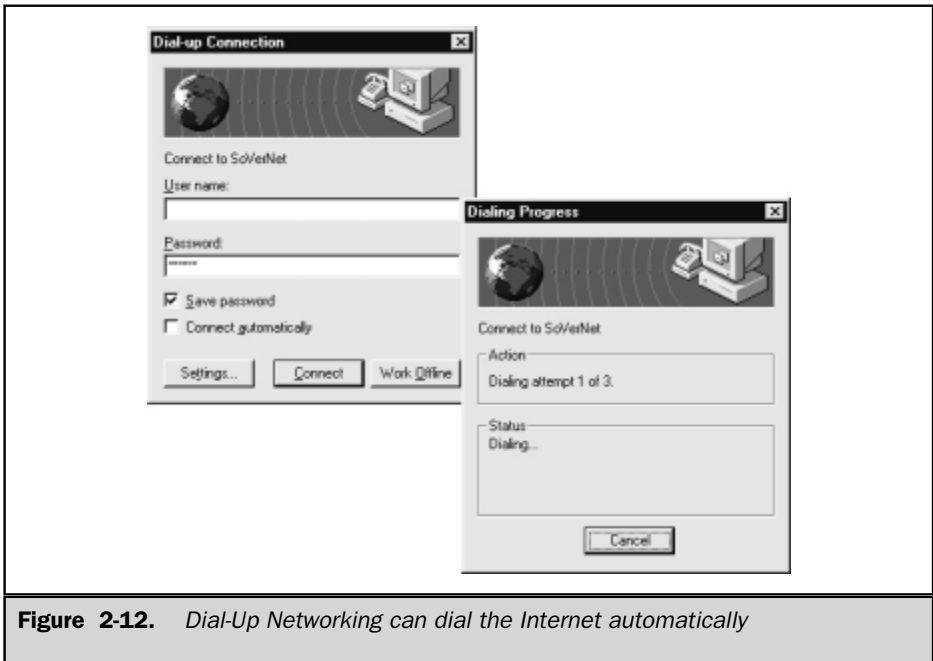 Dial-up Connection
Connect to SoVerNet
User name:
Password:
******
Save password
Connect automatically
Settings...
Connect
Work Offline
Dialing Progress
Connect to SoVerNet
Action
Dialing attempt 1 of 3.
Status
Dialing...
Cancel
Figure 2-12. Dial-Up Networking can dial the Internet automatically